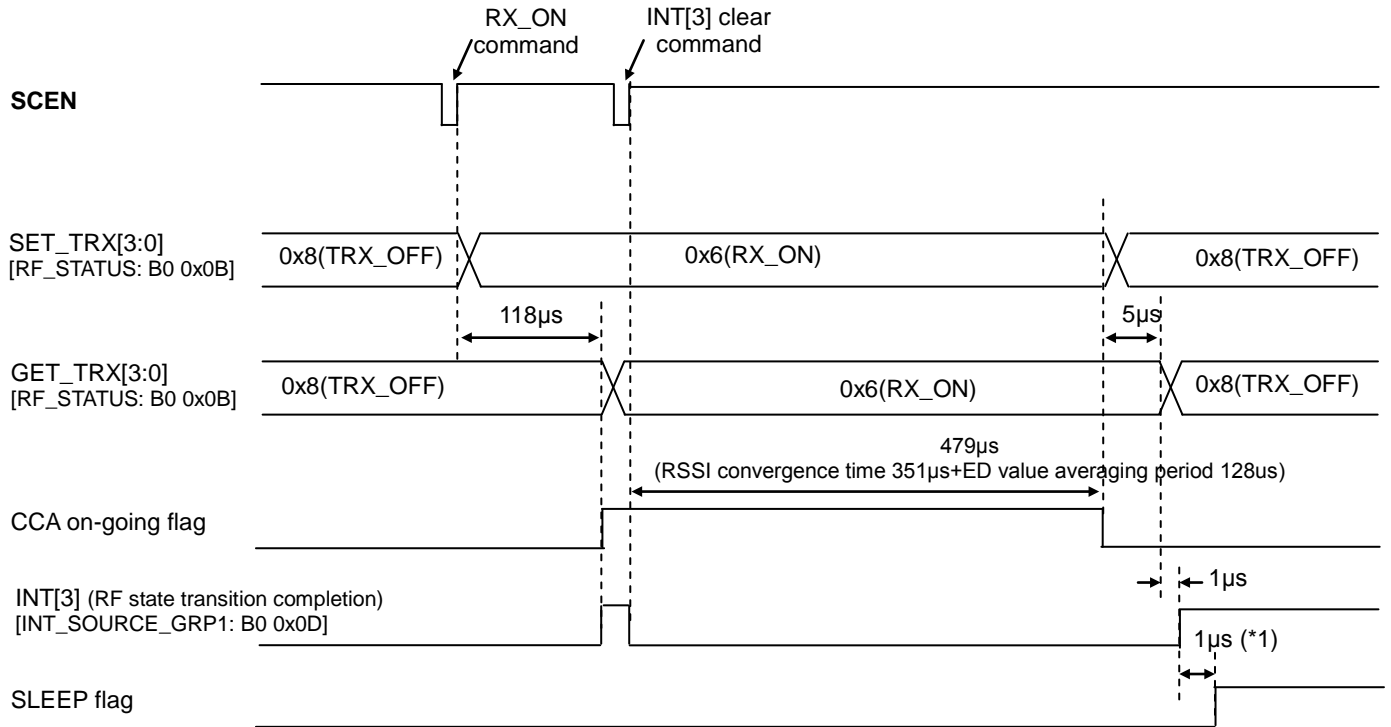 RX_ON
command
INT[3] clear
command
SCEN
SET_TRX[3:0]
[RF_STATUS: B0 0x0B]
0x8(TRX_OFF)
0x6(RX_ON)
0x8(TRX_OFF)
118µs
5µs
GET_TRX[3:0]
[RF_STATUS: B0 0x0B]
0x8(TRX_OFF)
0x6(RX_ON)
0x8(TRX_OFF)
479µs
(RSSI convergence time 351µs+ED value averaging period 128us)
CCA on-going flag
1µs
INT[3] (RF state transition completion)
[INT_SOURCE_GRP1: B0 0x0D]
1µs (*1)
SLEEP flag